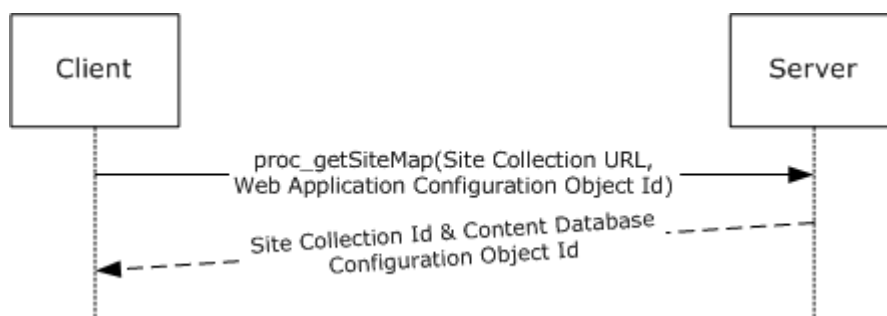 Client
Server
proc_getSiteMap(Site Collection URL,
Web Application Configuration Object Id)
Site Collection Id & Content Database
Configuration Object Id